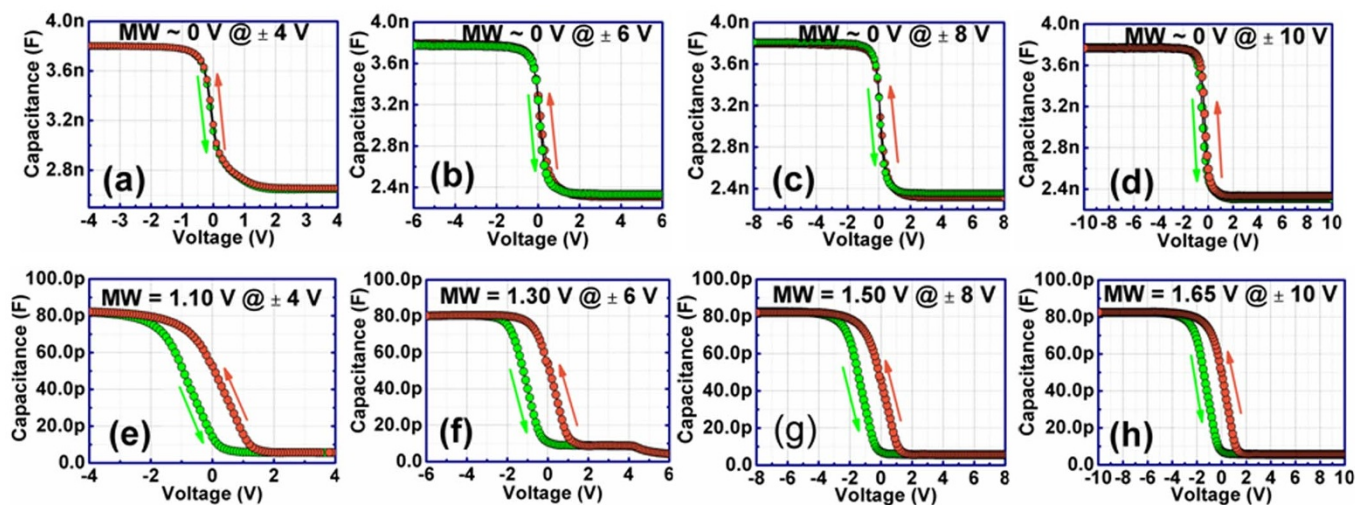 MW ~ 0 V @ ± 4 V
Capacitance (F)
4.0n
3.6n
3.2n
2.8n
(a)
-4 -3 -2 -1 0 1 2 3 4
Voltage (V)
MW ~ 0 V @ ± 6 V
Capacitance (F)
4.0n
3.6n
3.2n
2.8n
2.4n
(b)
-6 -4 -2 0 2 4 6
Voltage (V)
MW ~ 0 V @ ± 8 V
Capacitance (F)
4.0n
3.6n
3.2n
2.8n
2.4n
(c)
-8 -6 -4 -2 0 2 4 6 8
Voltage (V)
MW ~ 0 V @ ± 10 V
Capacitance (F)
4.0n
3.6n
3.2n
2.8n
2.4n
(d)
-10 -8 -6 -4 -2 0 2 4 6 8 10
Voltage (V)
MW = 1.10 V @ ± 4 V
Capacitance (F)
100.0p
80.0p
60.0p
40.0p
20.0p
0.0
(e)
-4 -3 -2 -1 0 1 2 3 4
Voltage (V)
MW = 1.30 V @ ± 6 V
Capacitance (F)
100.0p
80.0p
60.0p
40.0p
20.0p
0.0
(f)
-6 -4 -2 0 2 4 6
Voltage (V)
MW = 1.50 V @ ± 8 V
Capacitance (F)
100.0p
80.0p
60.0p
40.0p
20.0p
0.0
(g)
-8 -6 -4 -2 0 2 4 6 8
Voltage (V)
MW = 1.65 V @ ± 10 V
Capacitance (F)
100.0p
80.0p
60.0p
40.0p
20.0p
0.0
(h)
-10 -8 -6 -4 -2 0 2 4 6 8 10
Voltage (V)